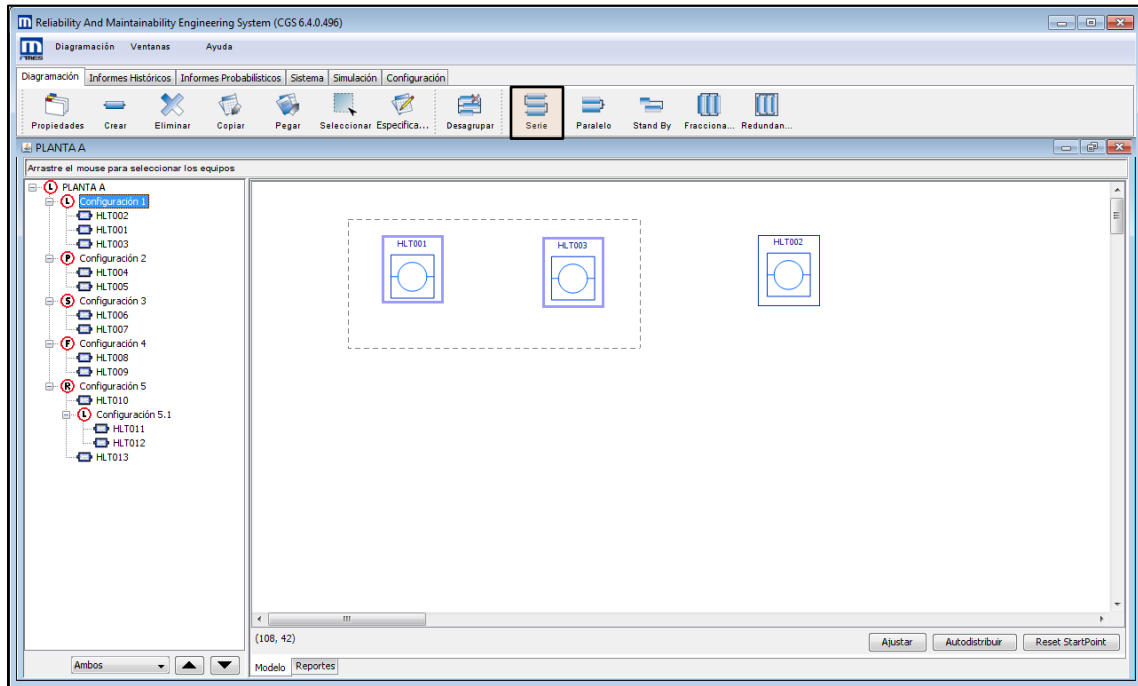 Reliability And Maintainability Engineering System (CGS 6.4.0.496)
Diagramación Ventanas Ayuda
Diagramación Informes Históricos Informes Probabilísticos Sistema Simulación Configuración
Propiedades Crear Eliminar Copiar Pegar Seleccionar Especifica... Desagrupar Serie Paralelo Stand By Fracciona... Redundan...
PLANTA A
Arrastre el mouse para seleccionar los equipos
L PLANTA A
L Configuración 1
HLT002
HLT001
HLT003
P Configuración 2
HLT004
HLT005
S Configuración 3
HLT006
HLT007
F Configuración 4
HLT008
HLT009
R Configuración 5
HLT010
L Configuración 5.1
HLT011
HLT012
HLT013
HLT001 HLT003 HLT002
(108, 42)
Ajustar Autodistribuir Reset StartPoint
Ambos
Modelo Reportes